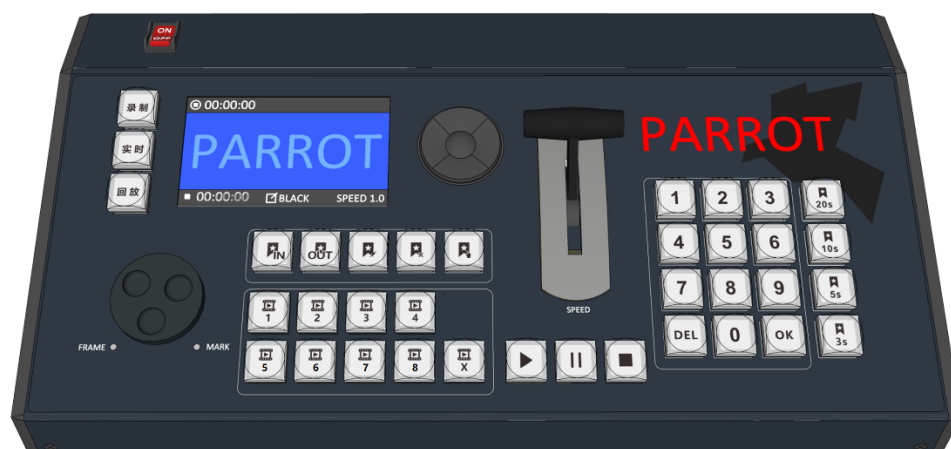 ON
OFF
录制
实时
回放
00:00:00
PARROT
00:00:00 BLACK SPEED 1.0
PARROT
IN OUT
1 2 3 4
5 6 7 8 X
FRAME MARK
SPEED
1 2 3 20s
4 5 6 10s
7 8 9 5s
DEL 0 OK 3s